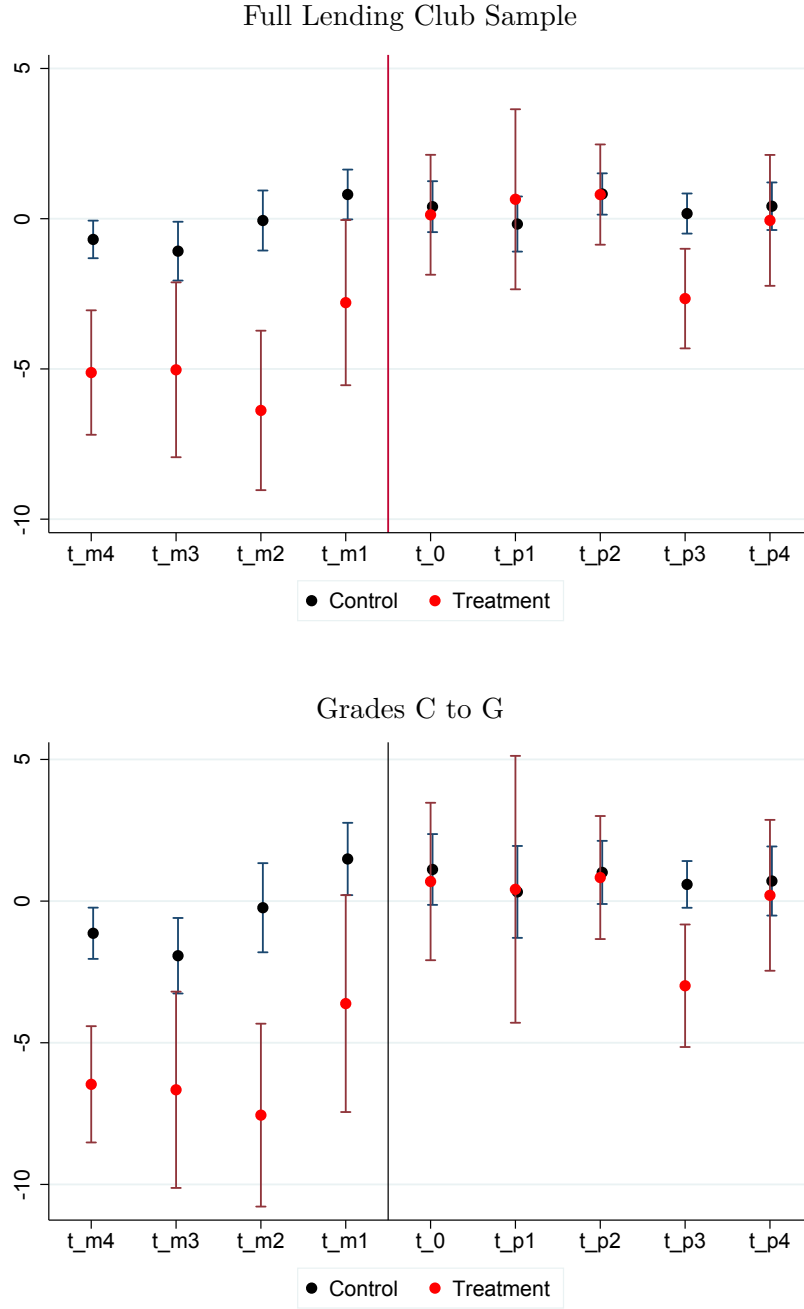 Full Lending Club Sample
5
0
-5
-10
t_m4 t_m3 t_m2 t_m1 t_0 t_p1 t_p2 t_p3 t_p4
Control Treatment
Grades C to G
5
0
-5
-10
t_m4 t_m3 t_m2 t_m1 t_0 t_p1 t_p2 t_p3 t_p4
Control Treatment